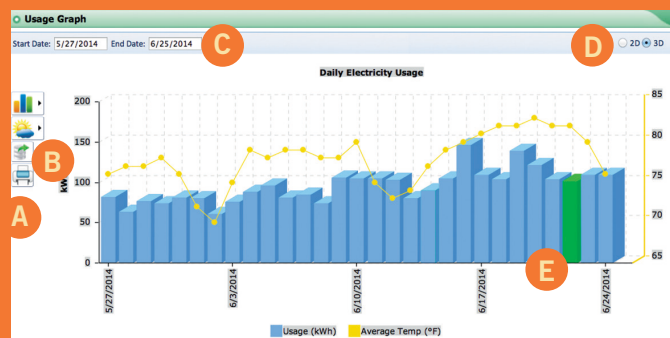 Usage Graph
Start Date: 5/27/2014 End Date: 6/25/2014
C
D
2D 3D
Daily Electricity Usage
200
150
100
50
0
kW
85
80
75
70
65
B
A
E
5/27/2014
6/3/2014
6/10/2014
6/17/2014
6/24/2014
Usage (kWh) Average Temp (ºF)